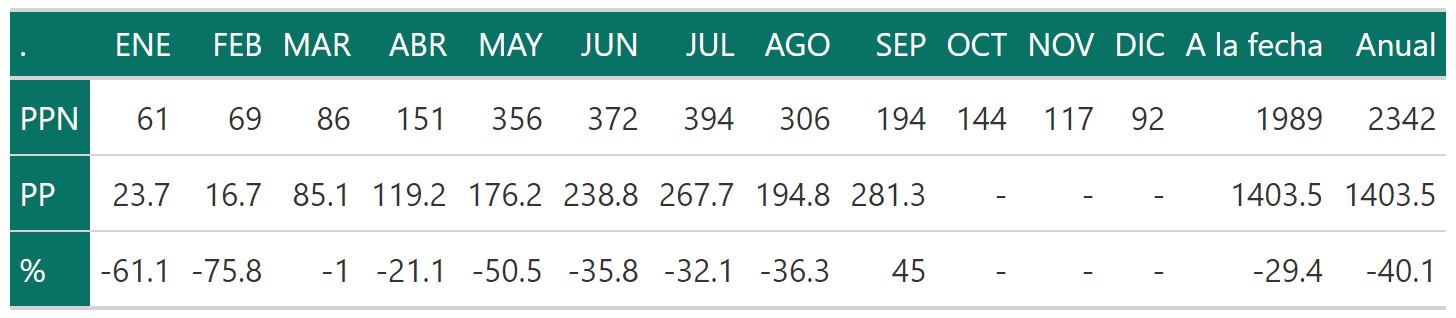 . ENE FEB MAR ABR MAY JUN JUL AGO SEP OCT NOV DIC A la fecha Anual
PPN 61 69 86 151 356 372 394 306 194 144 117 92 1989 2342
PP 23.7 16.7 85.1 119.2 176.2 238.8 267.7 194.8 281.3 - - - 1403.5 1403.5
% -61.1 -75.8 -1 -21.1 -50.5 -35.8 -32.1 -36.3 45 - - - -29.4 -40.1